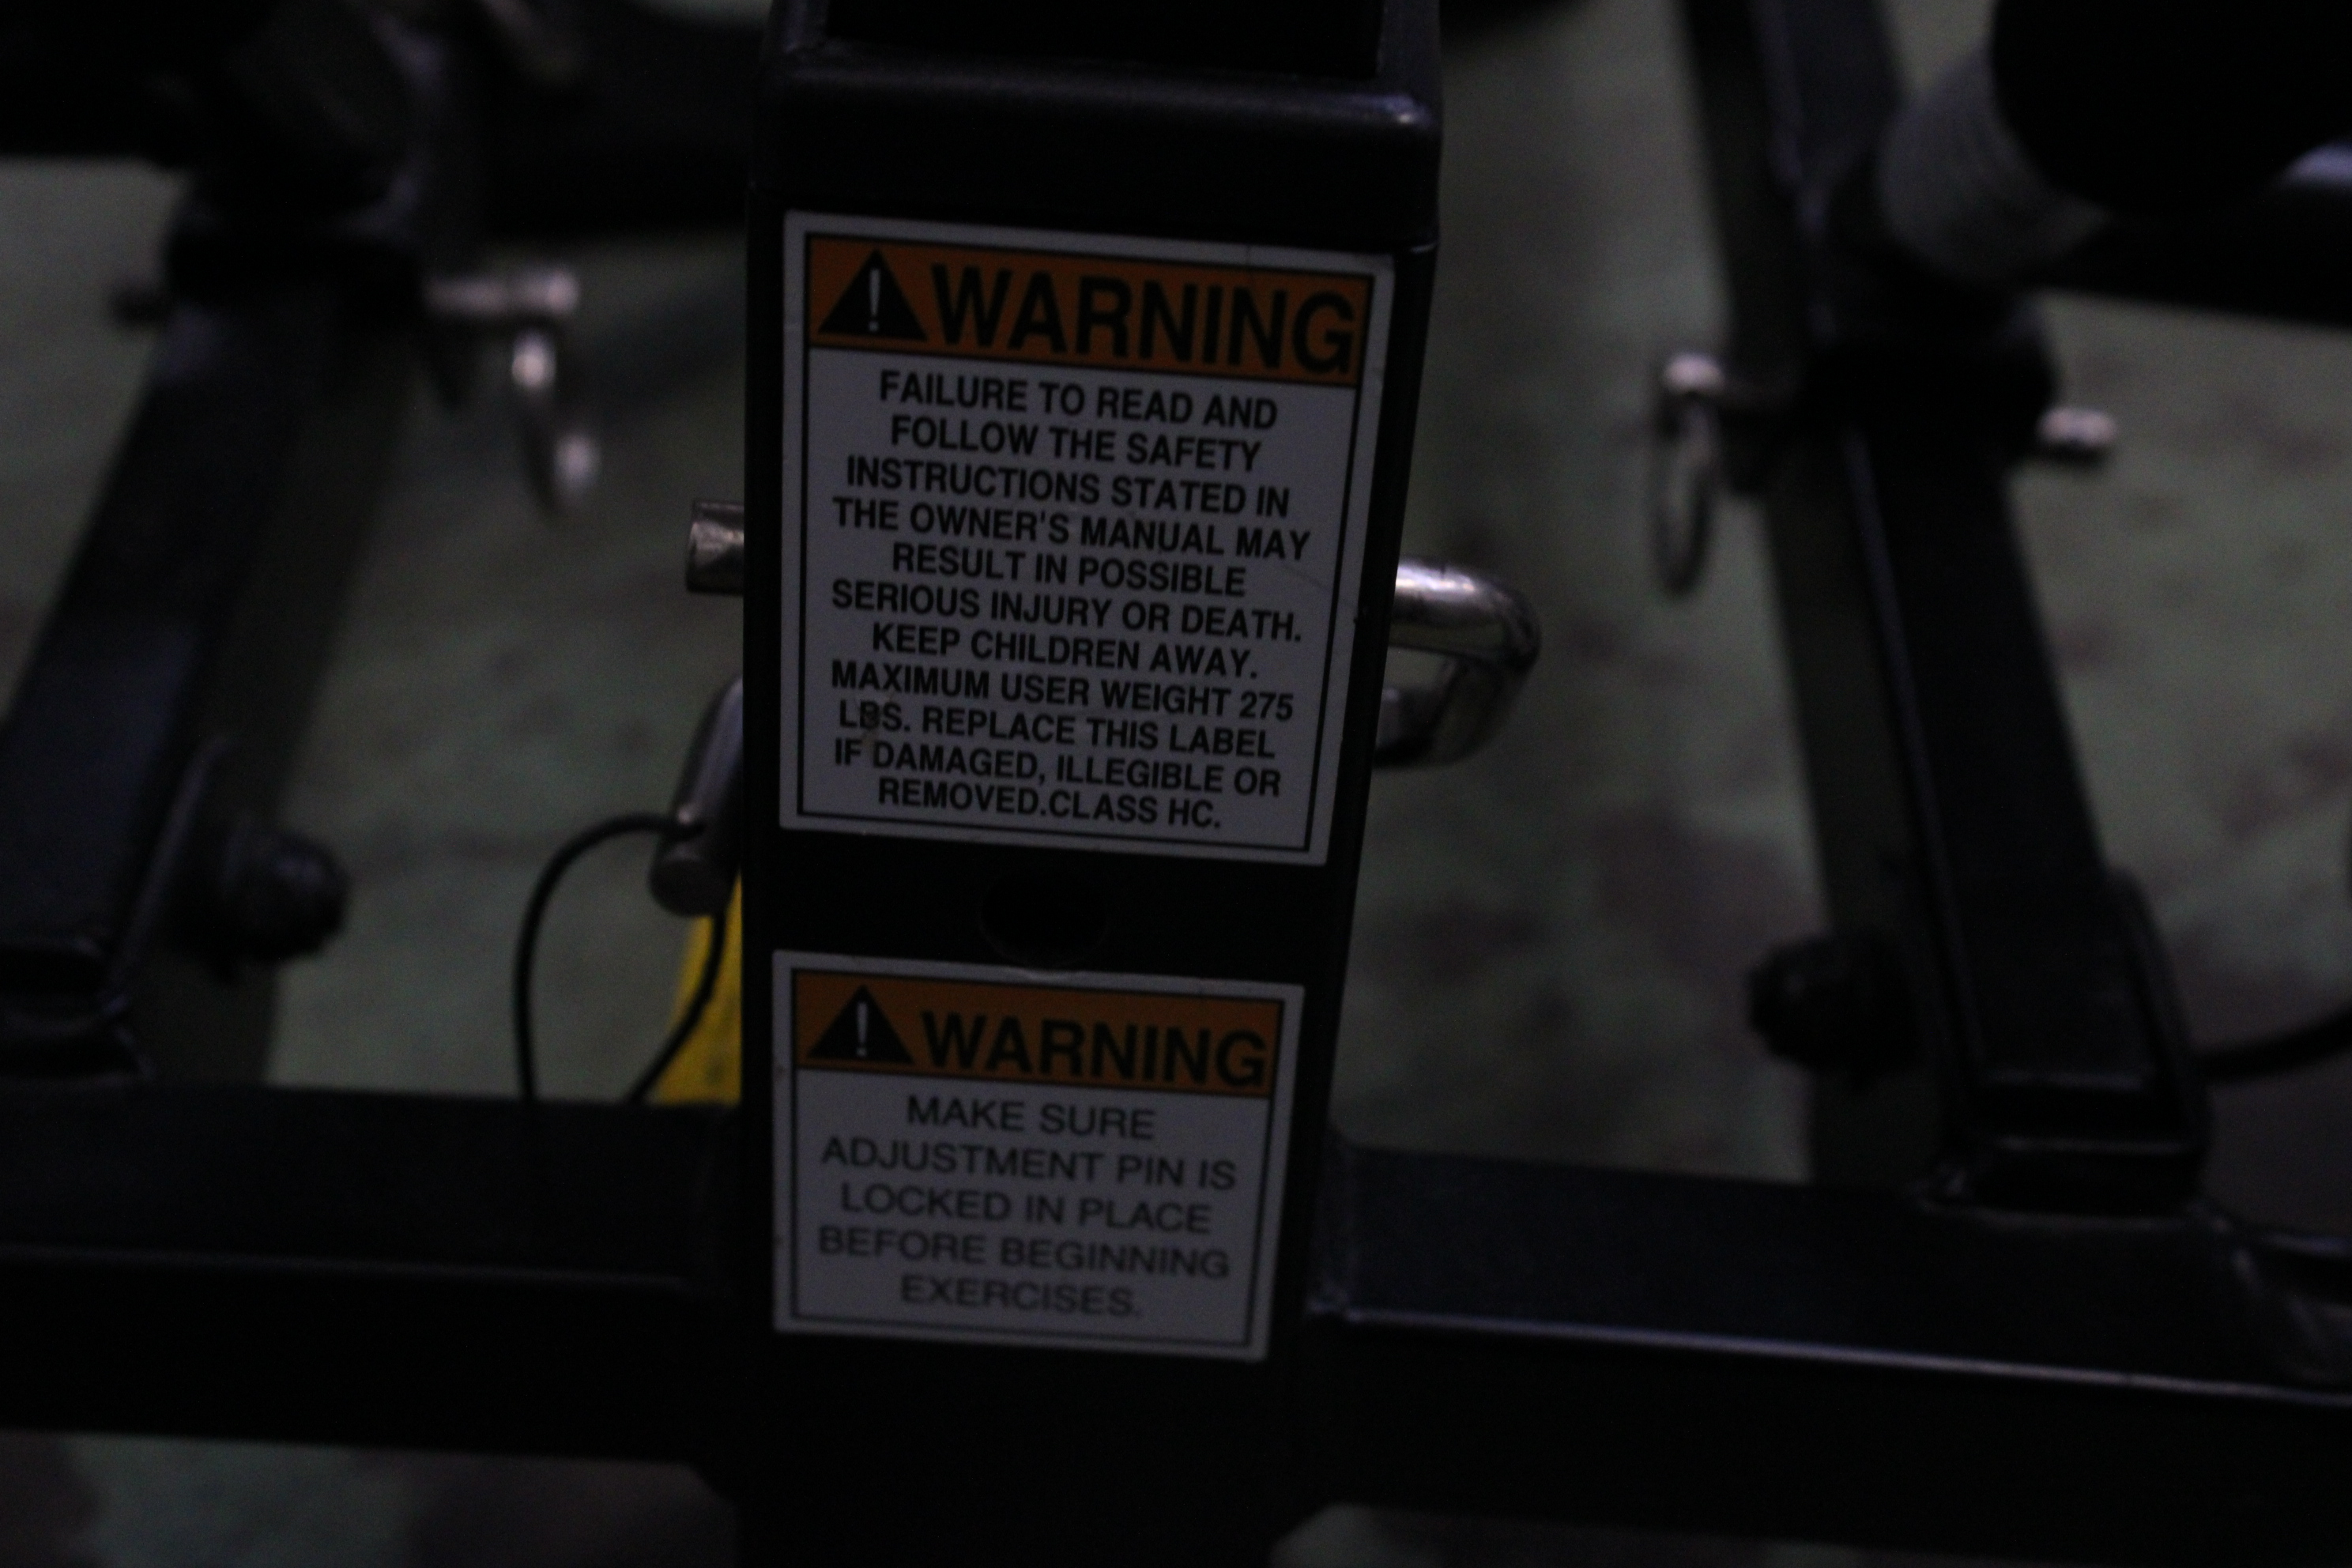 WARNING
FAILURE TO READ AND
FOLLOW THE SAFETY
INSTRUCTIONS STATED IN
THE OWNER'S MANUAL MAY
RESULT IN POSSIBLE
SERIOUS INJURY OR DEATH.
KEEP CHILDREN AWAY.
MAXIMUM USER WEIGHT 275
LBS. REPLACE THIS LABEL
IF DAMAGED, ILLEGIBLE OR
REMOVED.CLASS HC.
WARNING
MAKE SURE
ADJUSTMENT PIN IS
LOCKED IN PLACE
BEFORE BEGINNING
EXERCISES.